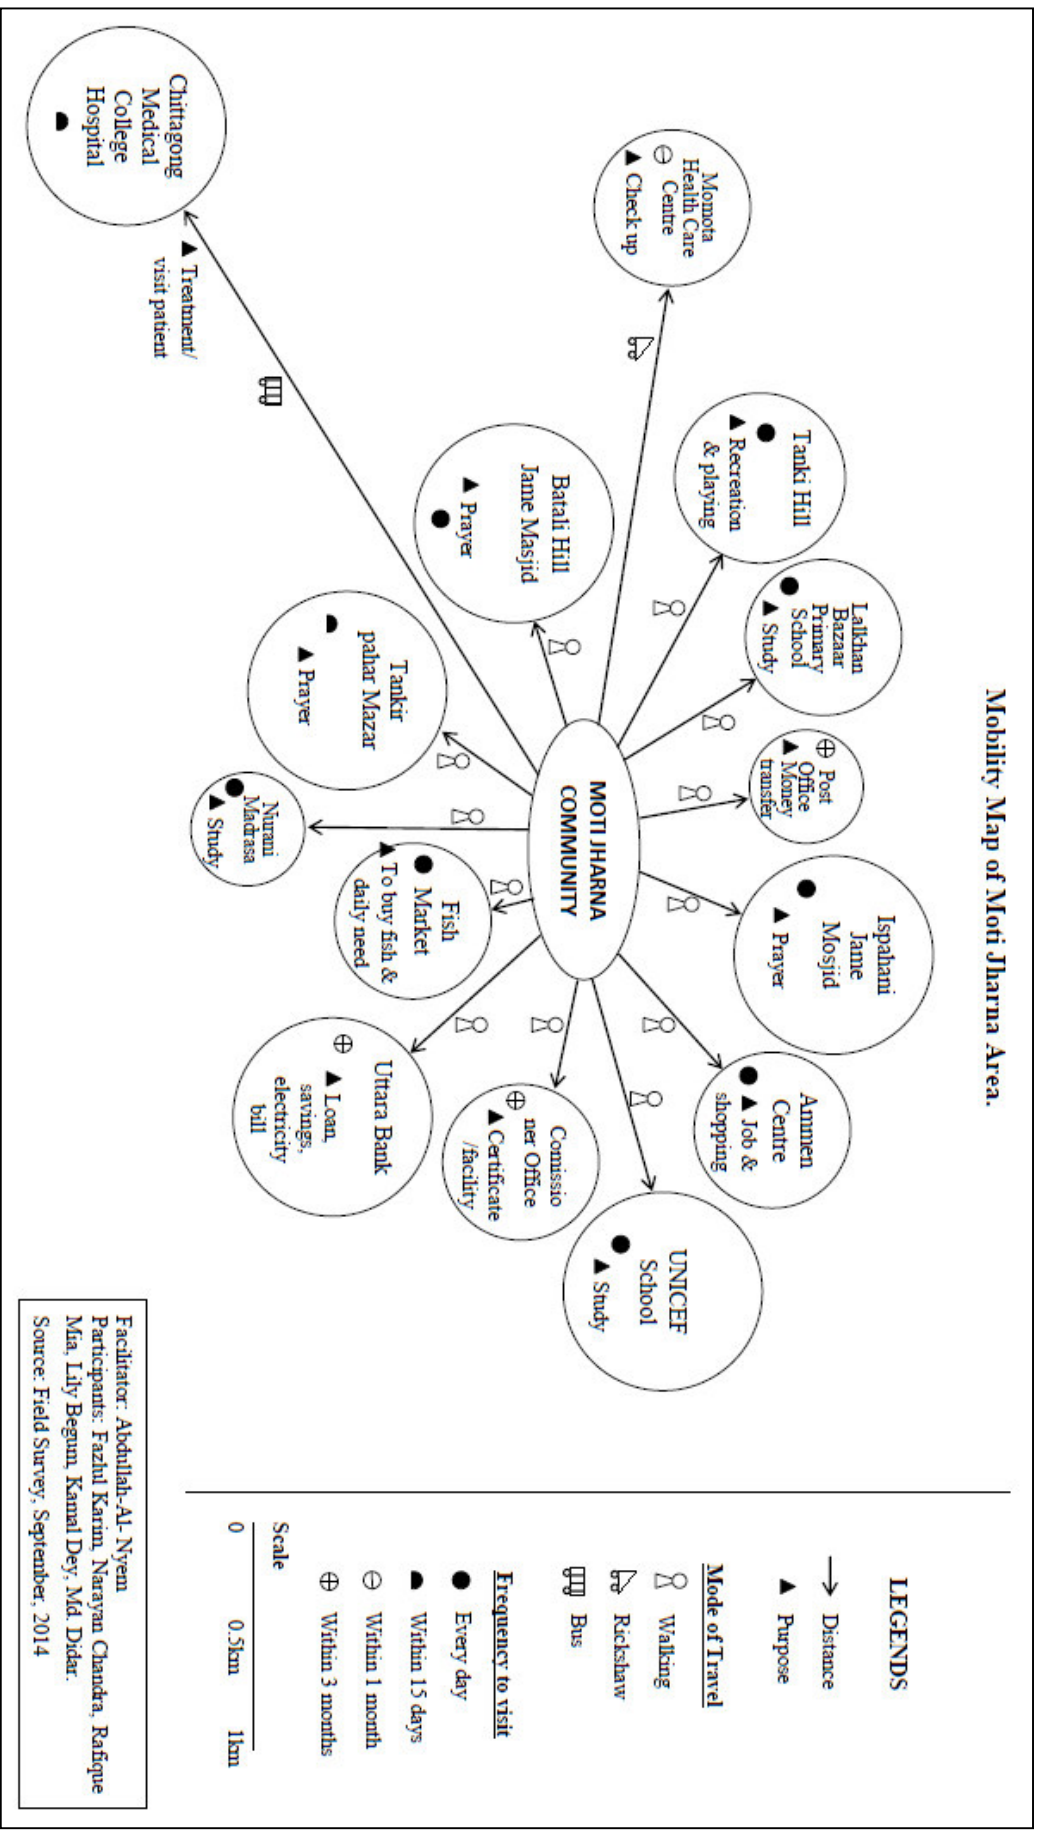 Mobility Map of Moti Jharna Area.
Momota
Health Care
Centre
Check up
Tanki Hill
Recreation
& playing
Lalkhan
Bazaar
Primary
School
Study
Post
Office
Money
transfer
Ispahani
Jame
Mosjid
Prayer
Ammen
Centre
Job &
shopping
UNICEF
School
Study
Batali Hill
Jame Masjid
Prayer
MOTI JHARNA
COMMUNITY
Comissio
ner Office
Certificate
/facility
Chittagong
Medical
College
Hospital
Treatment/
visit patient
Tankir
pahar Mazar
Prayer
Nurani
Madrasa
Study
Fish
Market
To buy fish &
daily need
Uttara Bank
Loan,
savings,
electricity
bill
LEGENDS
Distance
Purpose
Mode of Travel
Walking
Rickshaw
Bus
Frequency to visit
Every day
Within 15 days
Within 1 month
Within 3 months
Scale
0 0.5km 1km
Facilitator: Abdullah-Al- Nyem
Participants: Fazlul Karim, Narayan Chandra, Rafique
Mia, Lily Begum, Kamal Dey, Md. Didar.
Source: Field Survey, September, 2014